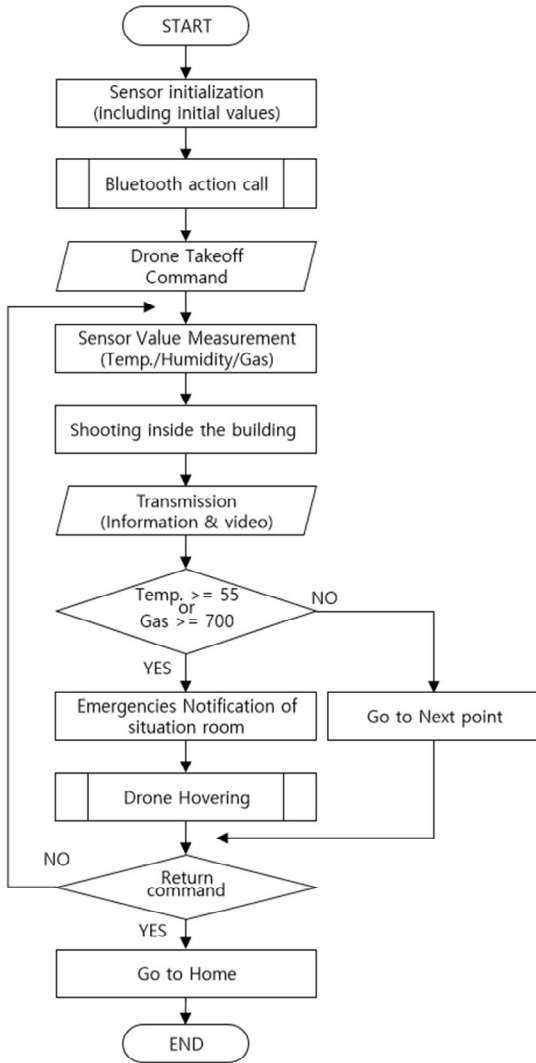 START
Sensor initialization
(including initial values)
Bluetooth action call
Drone Takeoff
Command
Sensor Value Measurement
(Temp./Humidity/Gas)
Shooting inside the building
Transmission
(Information & video)
Temp. >= 55
or
Gas >= 700
NO
YES
Emergencies Notification of
situation room
Go to Next point
Drone Hovering
NO
Return
command
YES
Go to Home
END